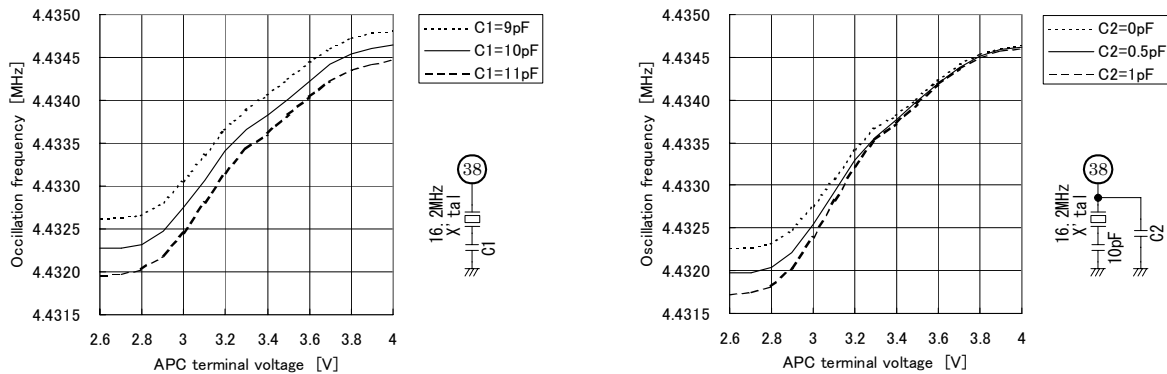 Occillation frequency [MHz]
4.4350
4.4345
4.4340
4.4335
4.4330
4.4325
4.4320
4.4315
2.6 2.8 3 3.2 3.4 3.6 3.8 4
APC terminal voltage [V]
C1=9pF
C1=10pF
C1=11pF
38
16.2MHz
X'tal
C1
Oscillation frequency [MHz]
4.4350
4.4345
4.4340
4.4335
4.4330
4.4325
4.4320
4.4315
2.6 2.8 3 3.2 3.4 3.6 3.8 4
APC terminal voltage [V]
C2=0pF
C2=0.5pF
C2=1pF
38
16.2MHz
X'tal
10pF
C2